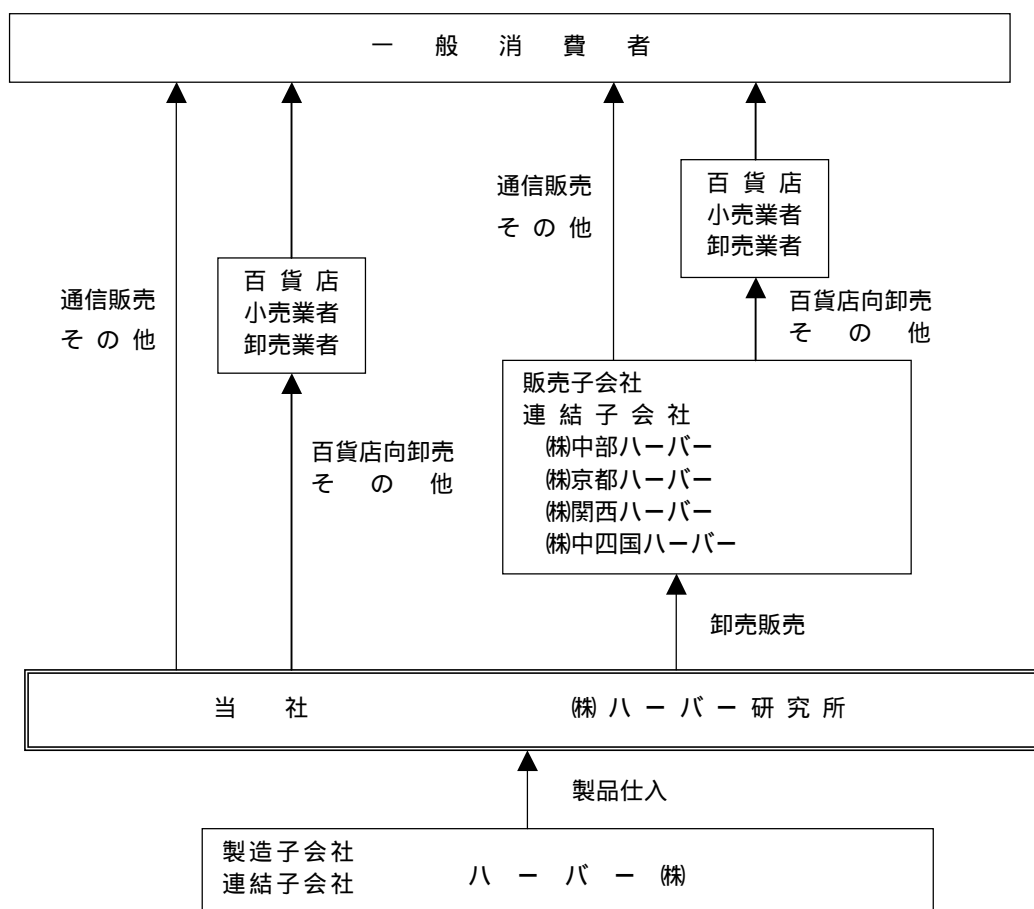 一般消費者
通信販売
その他
百貨店
小売業者
卸売業者
百貨店向卸売
その他
通信販売
その他
百貨店
小売業者
卸売業者
百貨店向卸売
その他
販売子会社
連結子会社
㈱中部ハーバー
㈱京都ハーバー
㈱関西ハーバー
㈱中四国ハーバー
卸売販売
当社 ㈱ハーバー研究所
製品仕入
製造子会社
連結子会社
ハーバー㈱